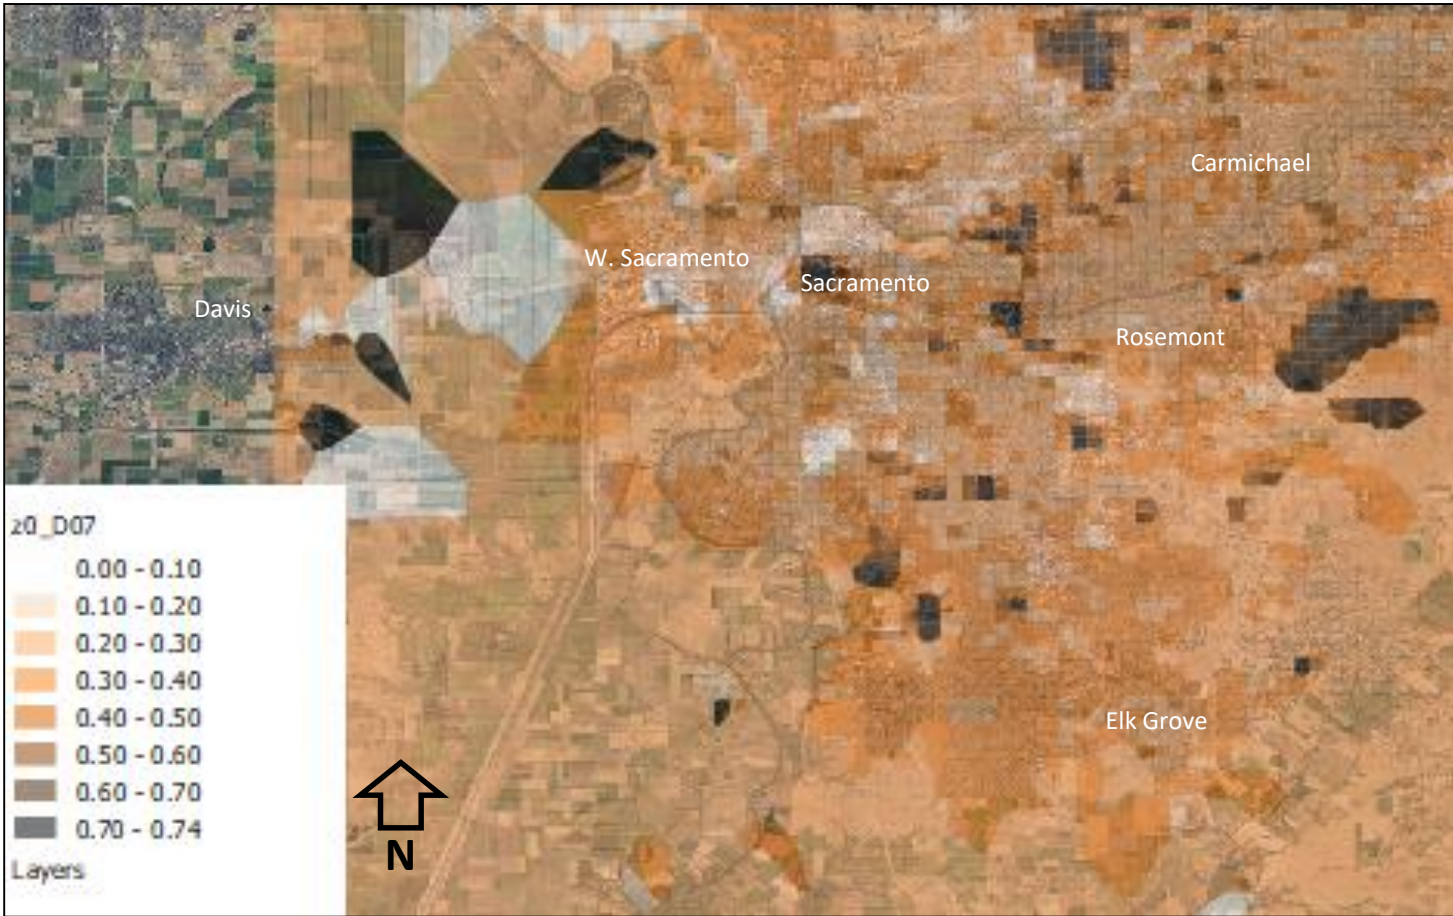 Carmichael
W. Sacramento
Sacramento
Davis
Rosemont
z0_D07
0.00 - 0.10
0.10 - 0.20
0.20 - 0.30
0.30 - 0.40
0.40 - 0.50
0.50 - 0.60
0.60 - 0.70
0.70 - 0.74
Layers
Elk Grove
N